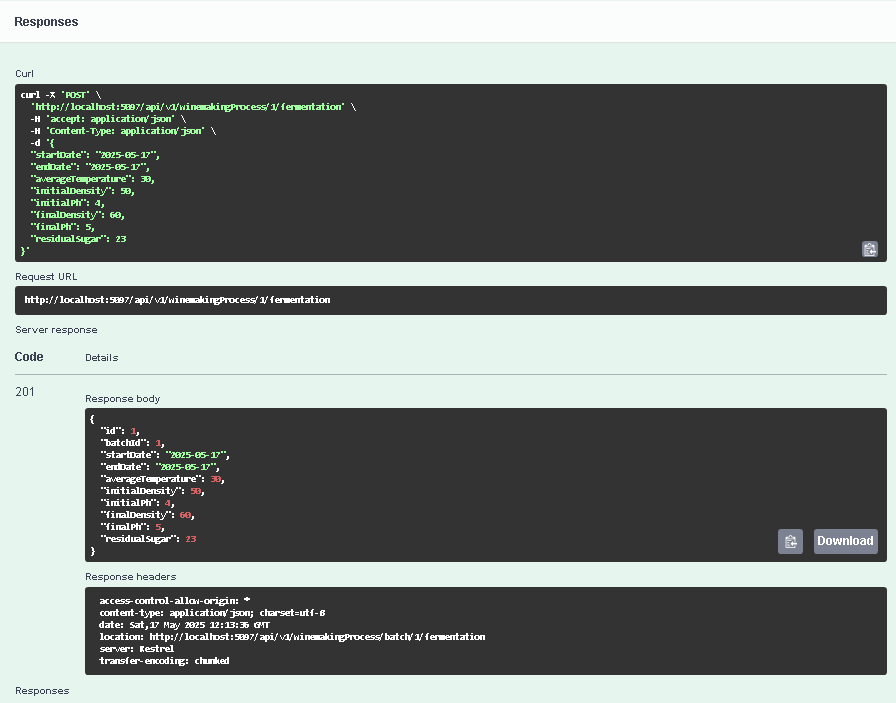 Responses
Curl
curl -X 'POST' \
'http://localhost:5097/api/v1/winemakingProcess/1/fermentation' \
-H 'accept: application/json' \
-H 'Content-Type: application/json' \
-d '{
"startDate": "2025-05-17",
"endDate": "2025-05-17",
"averageTemperature": 30,
"initialDensity": 50,
"initialPh": 4,
"finalDensity": 60,
"finalPh": 5,
"residualSugar": 23
}'
Request URL
http://localhost:5097/api/v1/winemakingProcess/1/fermentation
Server response
Code Details
201
Response body
{
"id": 1,
"batchId": 1,
"startDate": "2025-05-17",
"endDate": "2025-05-17",
"averageTemperature": 30,
"initialDensity": 50,
"initialPh": 4,
"finalDensity": 60,
"finalPh": 5,
"residualSugar": 23
}
Download
Response headers
access-control-allow-origin: *
content-type: application/json; charset=utf-8
date: Sat,17 May 2025 12:13:36 GMT
location: http://localhost:5097/api/v1/winemakingProcess/batch/1/fermentation
server: Kestrel
transfer-encoding: chunked
Responses